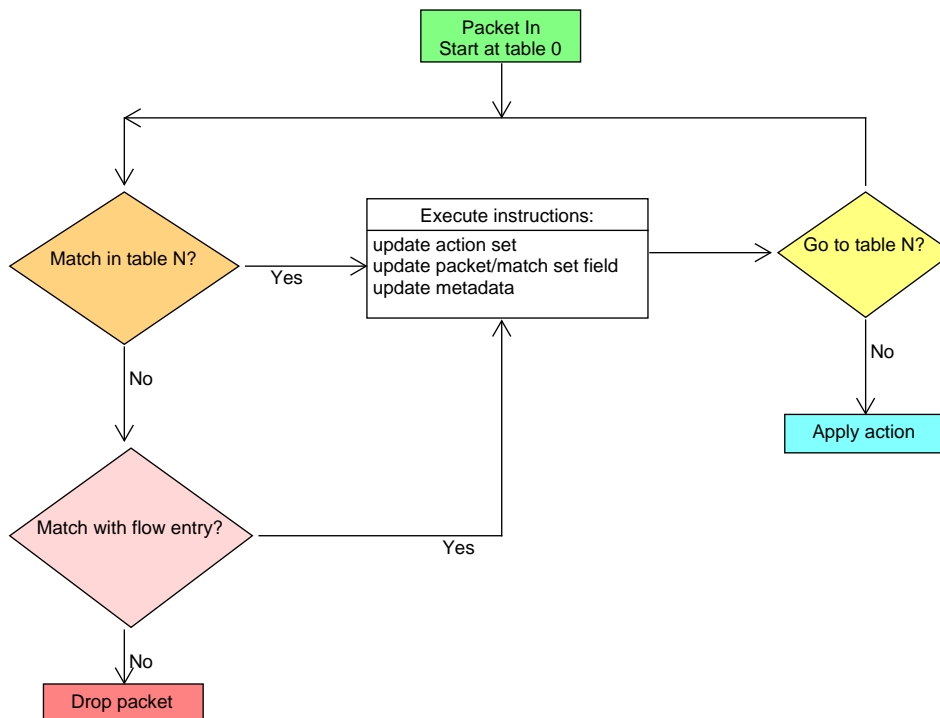 Packet In
Start at table 0
Match in table N?
Yes
Execute instructions:
update action set
update packet/match set field
update metadata
Go to table N?
No
No
Apply action
Match with flow entry?
Yes
No
Drop packet